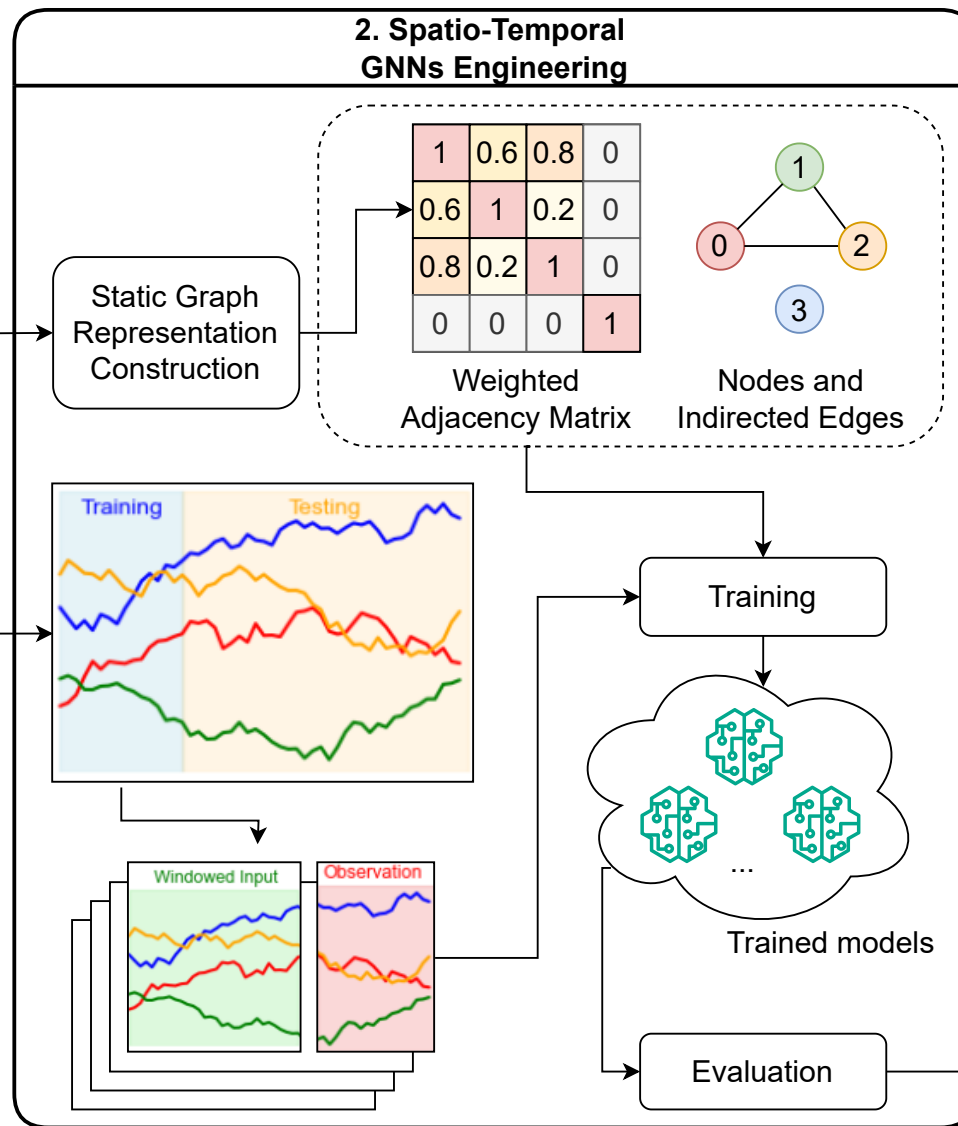 2. Spatio-Temporal
GNNs Engineering
1 0.6 0.8 0
0.6 1 0.2 0
0.8 0.2 1 0
0 0 0 1
1
0 2
3
Static Graph
Representation
Construction
Weighted
Adjacency Matrix
Nodes and
Indirected Edges
Training
Testing
Training
Windowed Input
Observation
...
Trained models
Evaluation